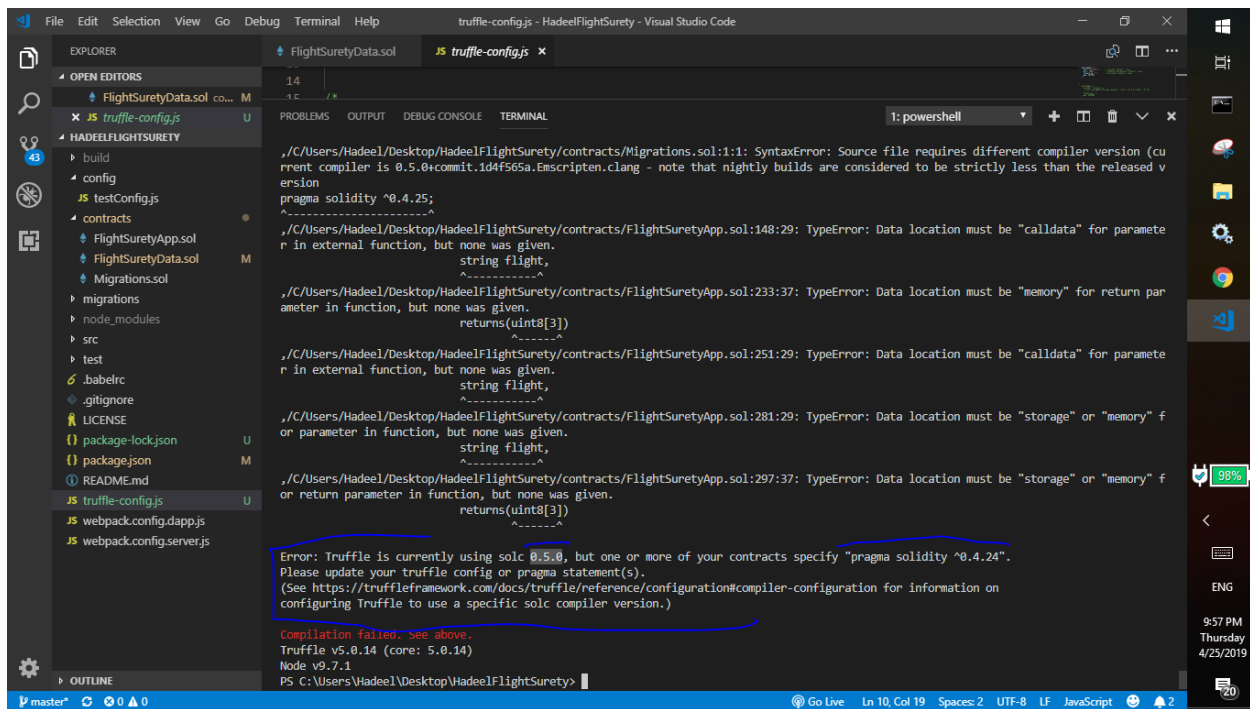 File Edit Selection View Go Debug Terminal Help
truffle-config.js - HadeelFlightSurety - Visual Studio Code
EXPLORER
OPEN EDITORS
FlightSuretyData.sol co... M
JS truffle-config.js U
HADEELFLIGHTSURETY
build
config
JS testConfig.js
contracts
FlightSuretyApp.sol
FlightSuretyData.sol M
Migrations.sol
migrations
node_modules
src
test
.babelrc
.gitignore
LICENSE
{} package-lock.json U
{} package.json M
README.md
JS truffle-config.js U
JS webpack.config.dapp.js
JS webpack.config.server.js
OUTLINE
43
FlightSuretyData.sol
JS truffle-config.js
14
15 /*
PROBLEMS OUTPUT DEBUG CONSOLE TERMINAL
1: powershell
,/C/Users/Hadeel/Desktop/HadeelFlightSurety/contracts/Migrations.sol:1:1: SyntaxError: Source file requires different compiler version (cu
rrent compiler is 0.5.0+commit.1d4f565a.Emscripten.clang - note that nightly builds are considered to be strictly less than the released v
ersion
pragma solidity ^0.4.25;
^----------------------^
,/C/Users/Hadeel/Desktop/HadeelFlightSurety/contracts/FlightSuretyApp.sol:148:29: TypeError: Data location must be "calldata" for paramete
r in external function, but none was given.
string flight,
^-----------^
,/C/Users/Hadeel/Desktop/HadeelFlightSurety/contracts/FlightSuretyApp.sol:233:37: TypeError: Data location must be "memory" for return par
ameter in function, but none was given.
returns(uint8[3])
^------^
,/C/Users/Hadeel/Desktop/HadeelFlightSurety/contracts/FlightSuretyApp.sol:251:29: TypeError: Data location must be "calldata" for paramete
r in external function, but none was given.
string flight,
^-----------^
,/C/Users/Hadeel/Desktop/HadeelFlightSurety/contracts/FlightSuretyApp.sol:281:29: TypeError: Data location must be "storage" or "memory" f
or parameter in function, but none was given.
string flight,
^-----------^
,/C/Users/Hadeel/Desktop/HadeelFlightSurety/contracts/FlightSuretyApp.sol:297:37: TypeError: Data location must be "storage" or "memory" f
or return parameter in function, but none was given.
returns(uint8[3])
^------^
Error: Truffle is currently using solc 0.5.0, but one or more of your contracts specify "pragma solidity ^0.4.24".
Please update your truffle config or pragma statement(s).
(See https://truffleframework.com/docs/truffle/reference/configuration#compiler-configuration for information on
configuring Truffle to use a specific solc compiler version.)
Compilation failed. See above.
Truffle v5.0.14 (core: 5.0.14)
Node v9.7.1
PS C:\Users\Hadeel\Desktop\HadeelFlightSurety>
master* 0 0 Go Live Ln 10, Col 19 Spaces: 2 UTF-8 LF JavaScript 2
98%
ENG
9:57 PM
Thursday
4/25/2019
20